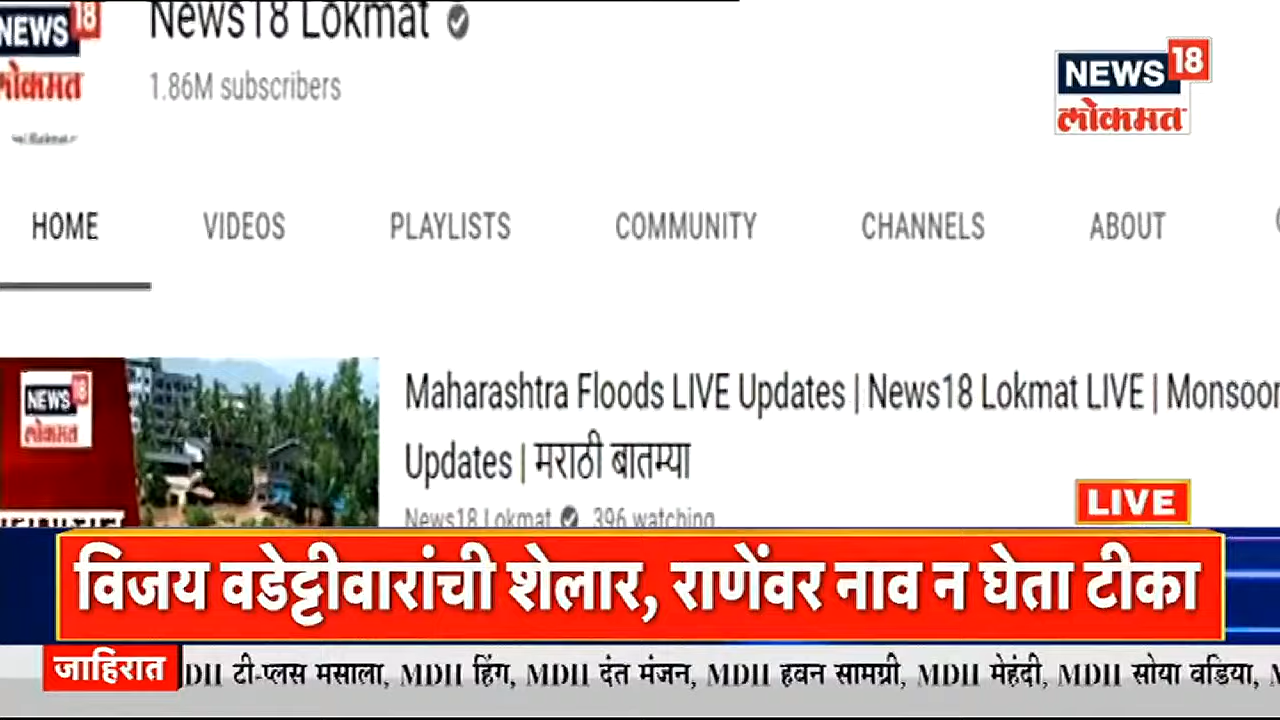 NEWS 18
लोकमत
News18 Lokmat
1.86M subscribers
NEWS 18
लोकमत
HOME VIDEOS PLAYLISTS COMMUNITY CHANNELS ABOUT
NEWS 18
लोकमत
Maharashtra Floods LIVE Updates | News18 Lokmat LIVE | Monsoon
Updates | मराठी बातम्या
News18 Lokmat 396 watching
LIVE
विजय वडेट्टीवारांची शेलार, राणेंवर नाव न घेता टीका
जाहिरात DH टी-प्लस मसाला, MDH हिंग, MDH दंत मंजन, MDH हवन सामग्री, MDH मेहंदी, MDH सोया वडिया,